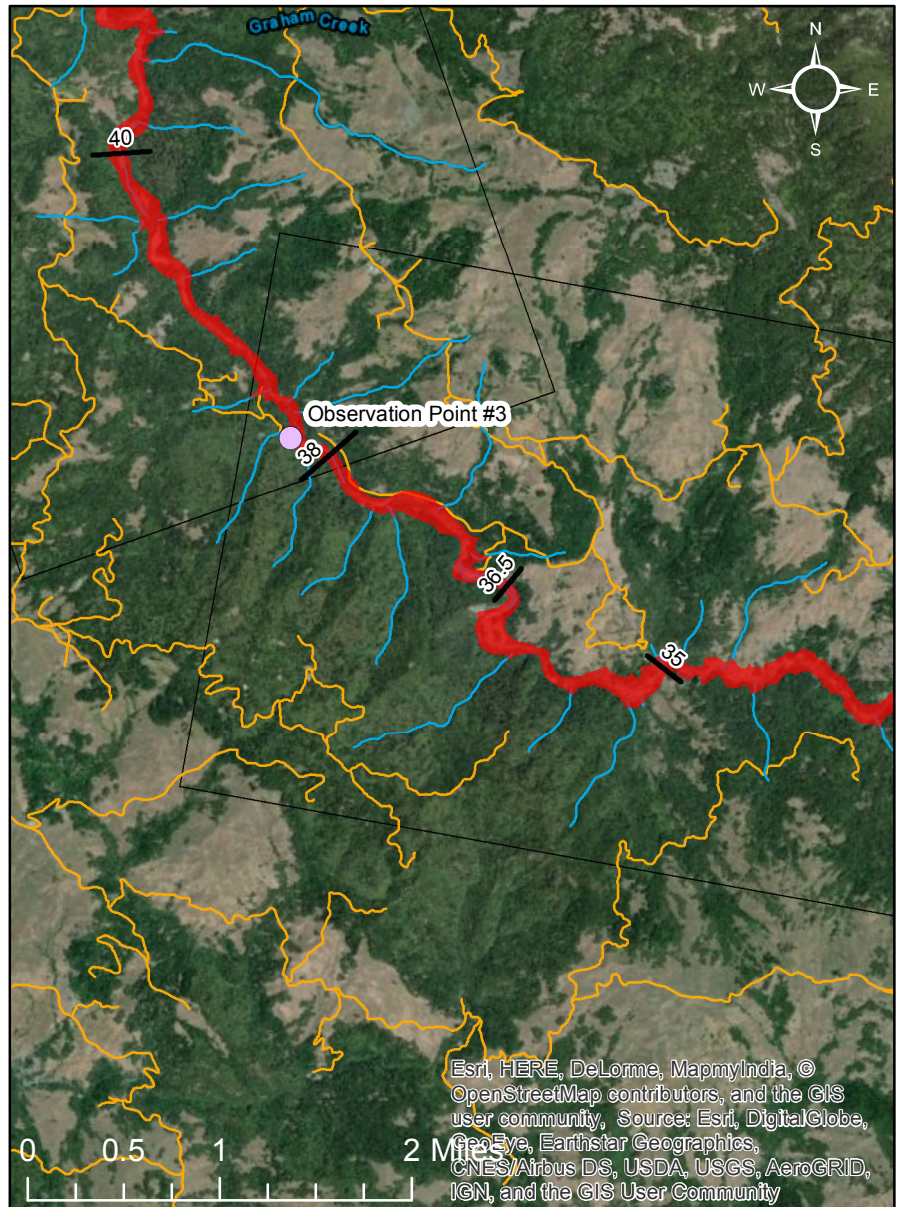 Graham Creek
N
W
E
S
40
Observation Point #3
38
36.5
35
Esri, HERE, DeLorme, MapmyIndia, ©
OpenStreetMap contributors, and the GIS
user community, Source: Esri, DigitalGlobe,
GeoEye, Earthstar Geographics,
CNES/Airbus DS, USDA, USGS, AeroGRID,
IGN, and the GIS User Community
0 0.5 1 2 Miles